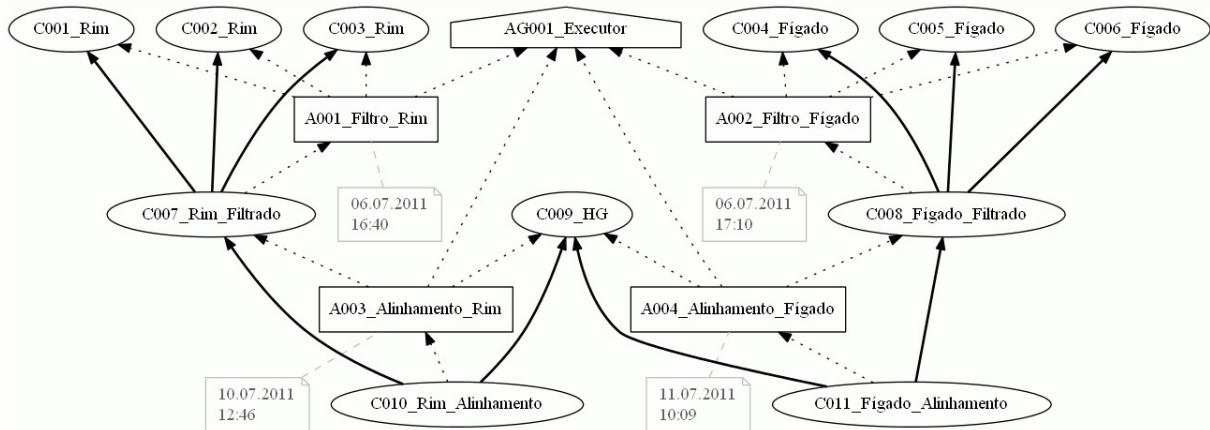 C001_Rim
C002_Rim
C003_Rim
AG001_Executor
C004_Fígado
C005_Fígado
C006_Fígado
A001_Filtro_Rim
A002_Filtro_Fígado
06.07.2011
16:40
06.07.2011
17:10
C007_Rim_Filtrado
C009_HG
C008_Fígado_Filtrado
A003_Alinhamento_Rim
A004_Alinhamento_Fígado
10.07.2011
12:46
11.07.2011
10:09
C010_Rim_Alinhamento
C011_Fígado_Alinhamento